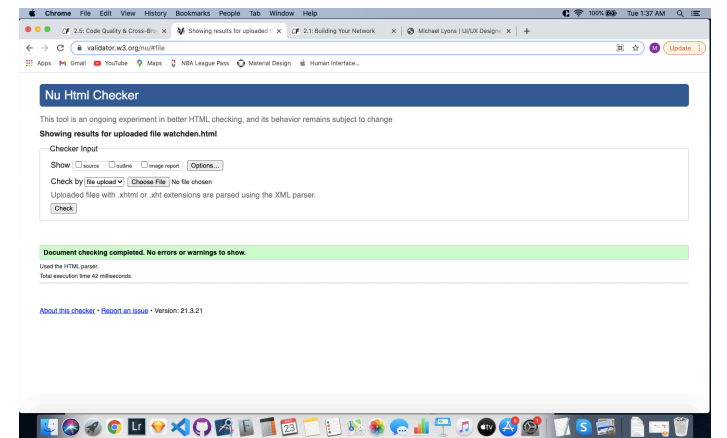 Chrome File Edit View History Bookmarks People Tab Window Help 100% Tue 1:37 AM
2.5: Code Quality & Cross-Bro Showing results for uploaded f 2.1: Building Your Network Michael Lyons | UI/UX Designe
validator.w3.org/nu/#file M Update
Apps Gmail YouTube Maps NBA League Pass Material Design Human Interface...
Nu Html Checker
This tool is an ongoing experiment in better HTML checking, and its behavior remains subject to change
Showing results for uploaded file watchden.html
Checker Input
Show source outline image report Options...
Check by file upload Choose File No file chosen
Uploaded files with .xhtml or .xht extensions are parsed using the XML parser.
Check
Document checking completed. No errors or warnings to show.
Used the HTML parser.
Total execution time 42 milliseconds.
About this checker • Report an issue • Version: 21.3.21
Lr 23 tv S